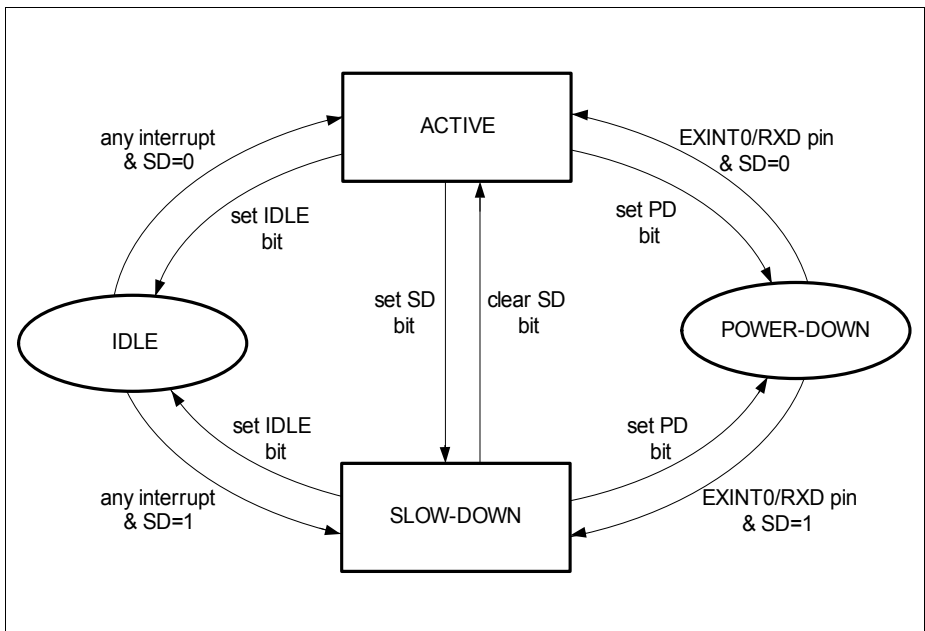 ACTIVE
any interrupt
& SD=0
EXINT0/RXD pin
& SD=0
set IDLE
bit
set PD
bit
set SD
bit
clear SD
bit
IDLE
POWER-DOWN
set IDLE
bit
set PD
bit
any interrupt
& SD=1
SLOW-DOWN
EXINT0/RXD pin
& SD=1